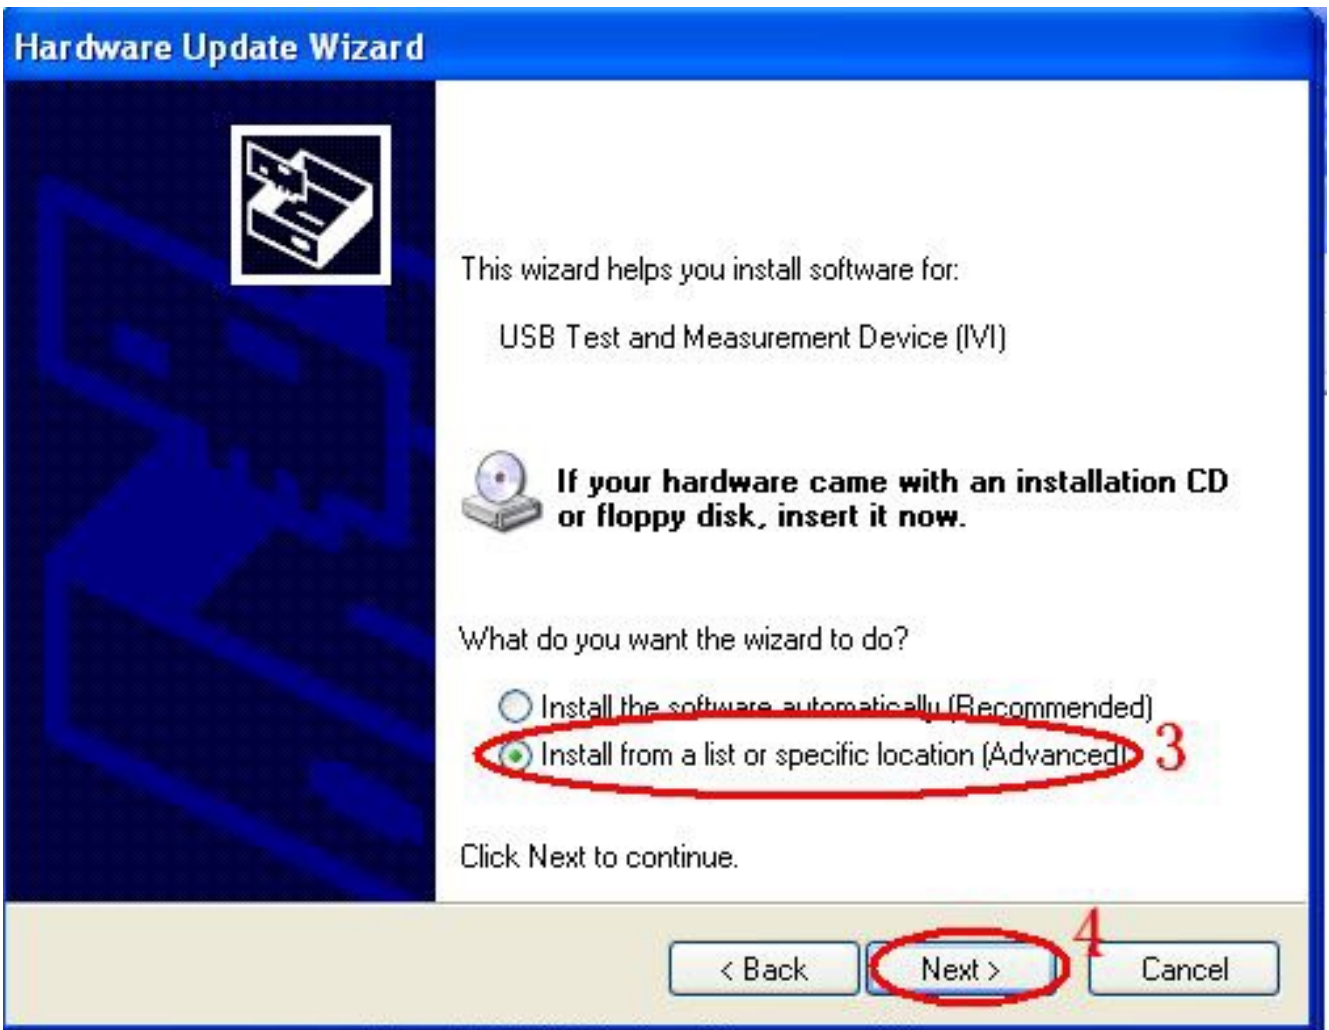 Hardware Update Wizard
This wizard helps you install software for:
USB Test and Measurement Device (IVI)
If your hardware came with an installation CD
or floppy disk, insert it now.
What do you want the wizard to do?
Install the software automatically (Recommended)
Install from a list or specific location (Advanced) 3
Click Next to continue.
4
< Back Next > Cancel